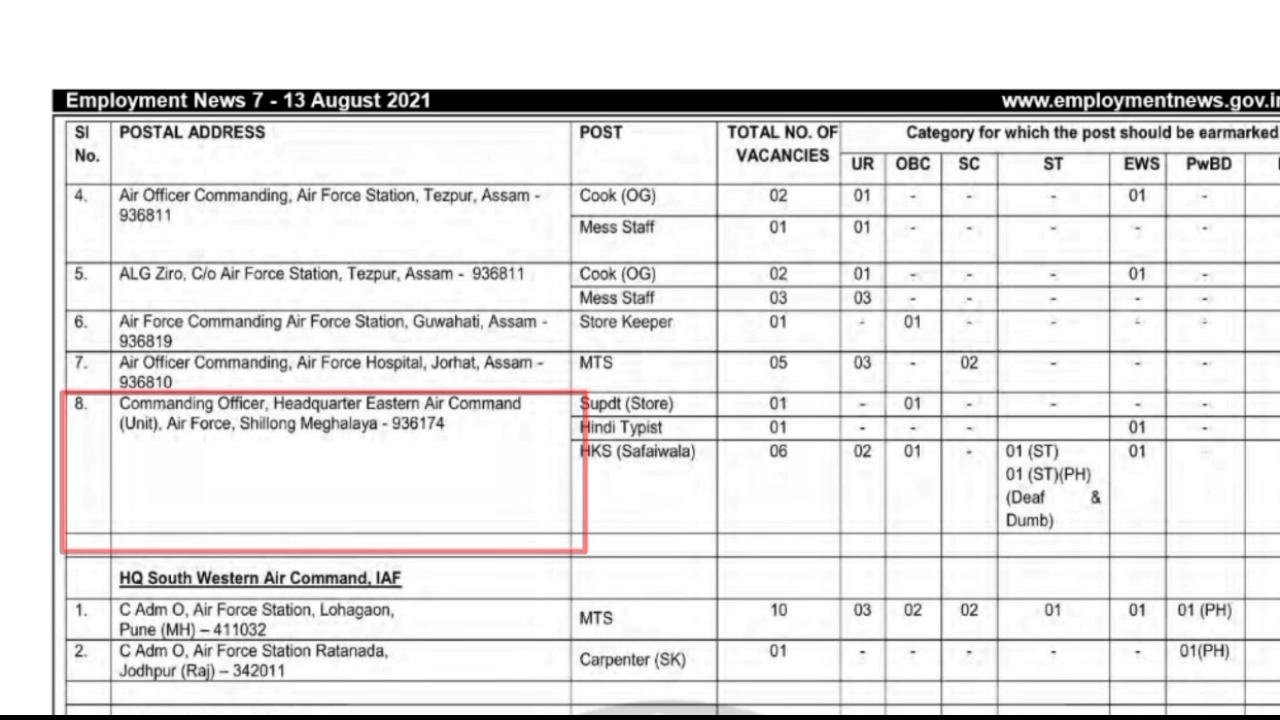 Employment News 7 - 13 August 2021 www.employmentnews.gov.in
SI No. POSTAL ADDRESS POST TOTAL NO. OF VACANCIES Category for which the post should be earmarked
UR OBC SC ST EWS PwBD
4. Air Officer Commanding, Air Force Station, Tezpur, Assam - Cook (OG) 02 01 - - - 01 -
936811
Mess Staff 01 01 - - - - -
5. ALG Ziro, C/o Air Force Station, Tezpur, Assam - 936811 Cook (OG) 02 01 - - - 01 -
Mess Staff 03 03 - - - - -
6. Air Force Commanding Air Force Station, Guwahati, Assam - Store Keeper 01 - 01 - - - -
936819
7. Air Officer Commanding, Air Force Hospital, Jorhat, Assam - MTS 05 03 - 02 - - -
936810
8. Commanding Officer, Headquarter Eastern Air Command Supdt (Store) 01 - 01 - - - -
(Unit), Air Force, Shillong Meghalaya - 936174 Hindi Typist 01 - - - - 01
HKS (Safaiwala) 06 02 01 - 01 (ST) 01
01 (ST)(PH)
(Deaf &
Dumb)
HQ South Western Air Command, IAF
1. C Adm O, Air Force Station, Lohagaon, MTS 10 03 02 02 01 01 01 (PH)
Pune (MH) – 411032
2. C Adm O, Air Force Station Ratanada, Carpenter (SK) 01 - - - - - 01(PH)
Jodhpur (Raj) – 342011